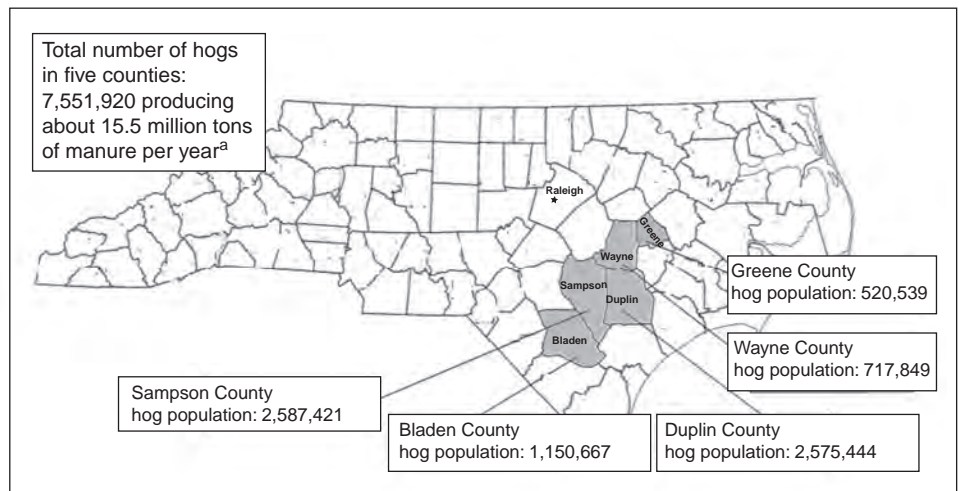 Total number of hogs
in five counties:
7,551,920 producing
about 15.5 million tons
of manure per yearᵃ
Raleigh
Greene
Wayne
Sampson
Duplin
Bladen
Greene County
hog population: 520,539
Wayne County
hog population: 717,849
Sampson County
hog population: 2,587,421
Bladen County
hog population: 1,150,667
Duplin County
hog population: 2,575,444